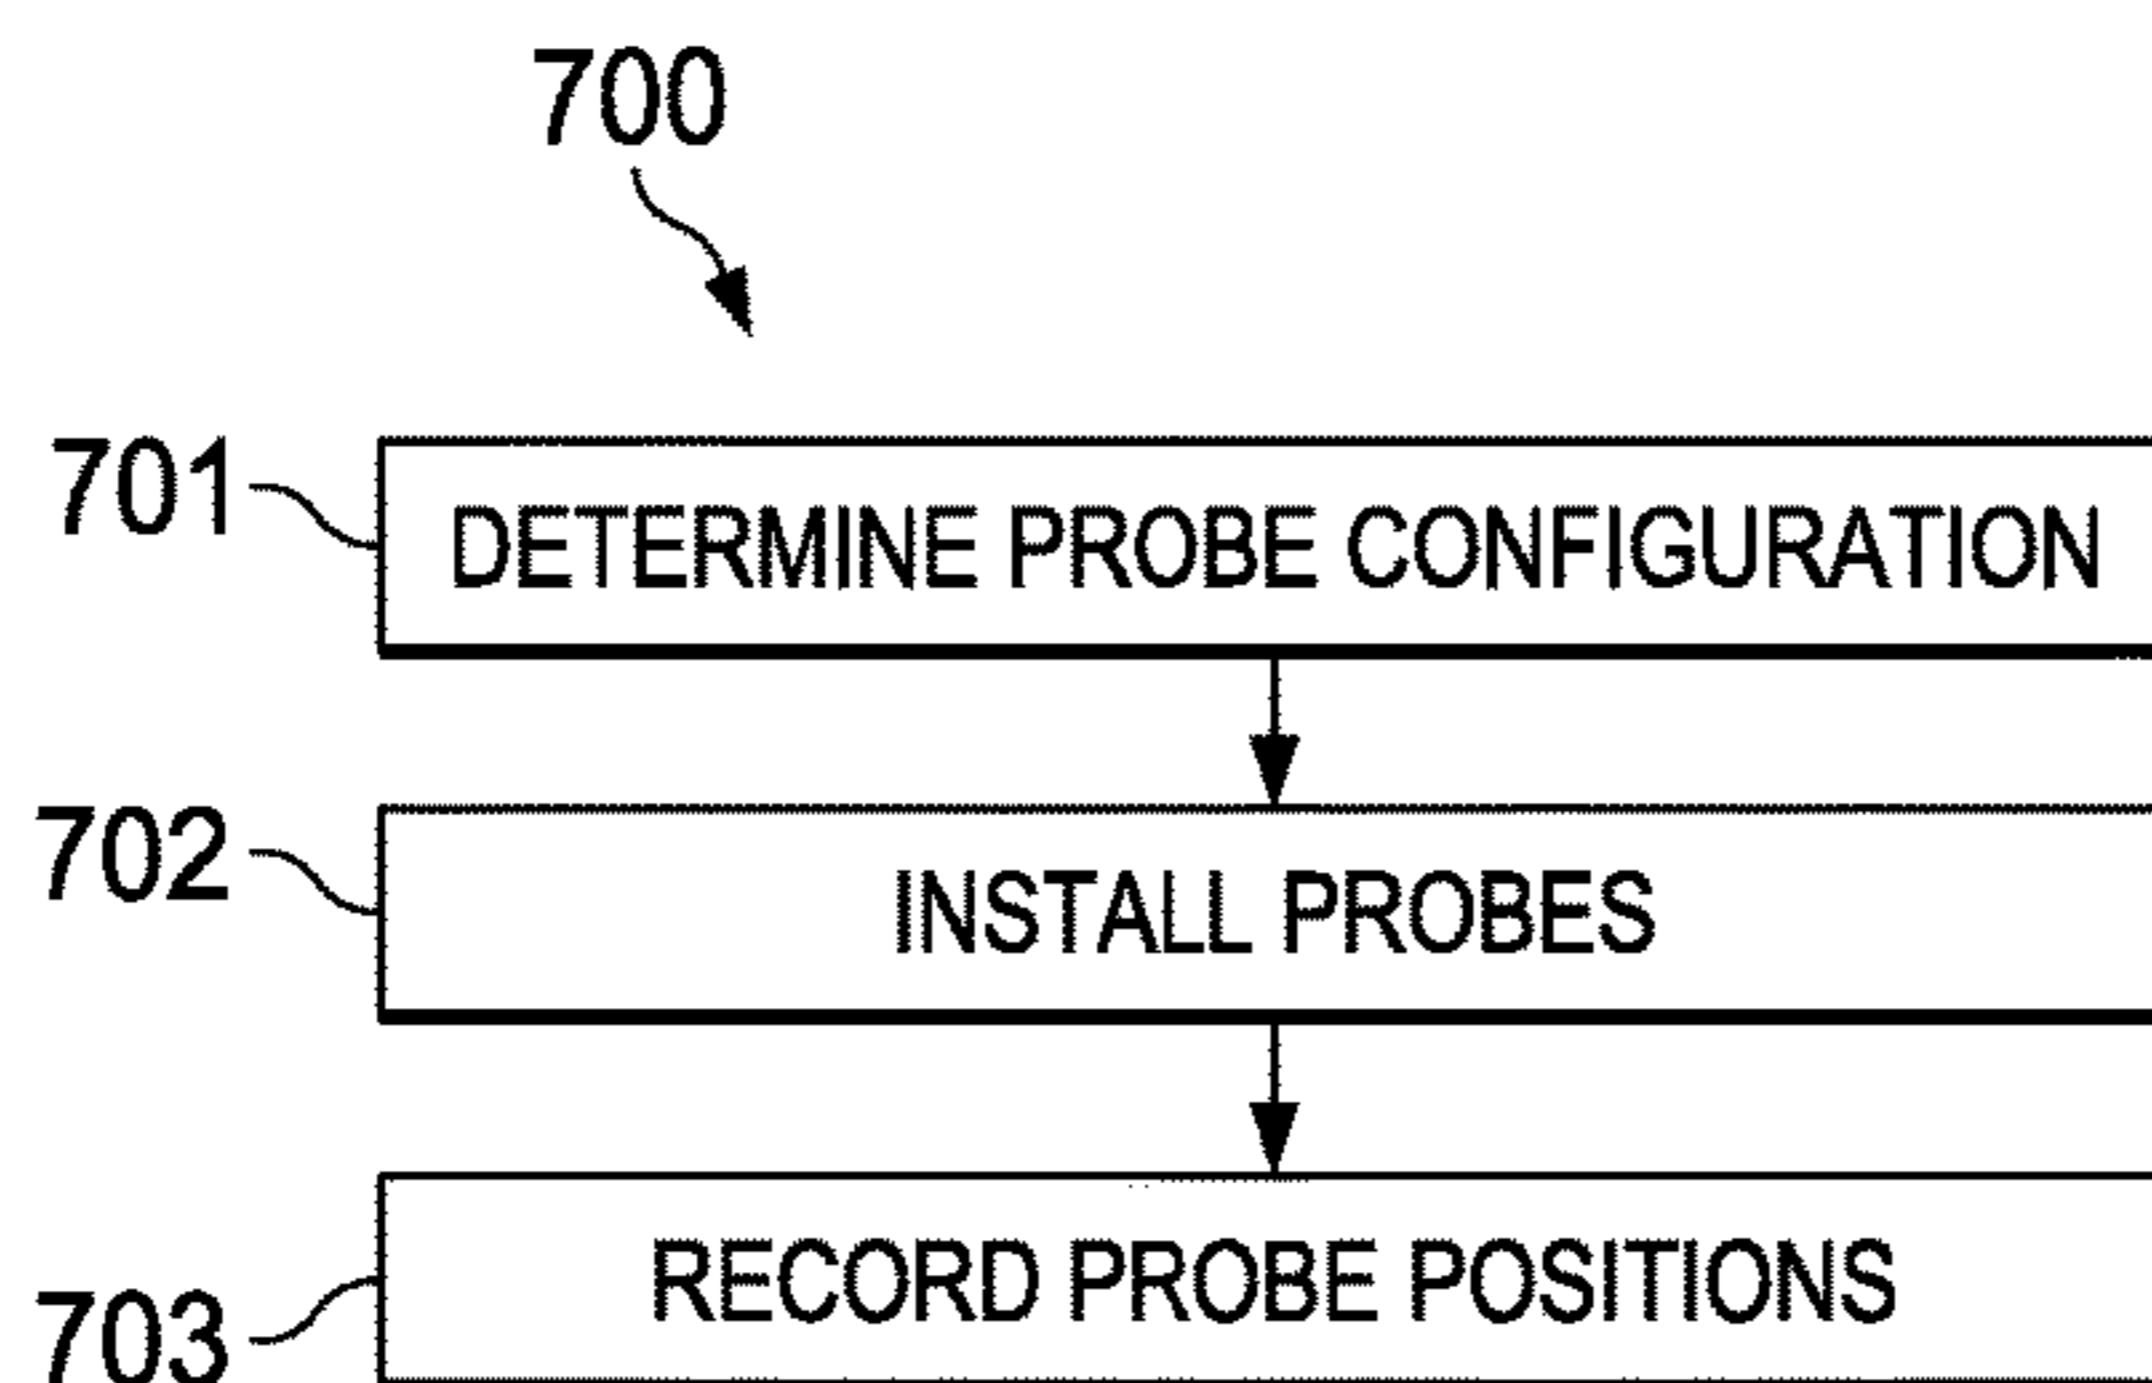 700
701
DETERMINE PROBE CONFIGURATION
702
INSTALL PROBES
703
RECORD PROBE POSITIONS